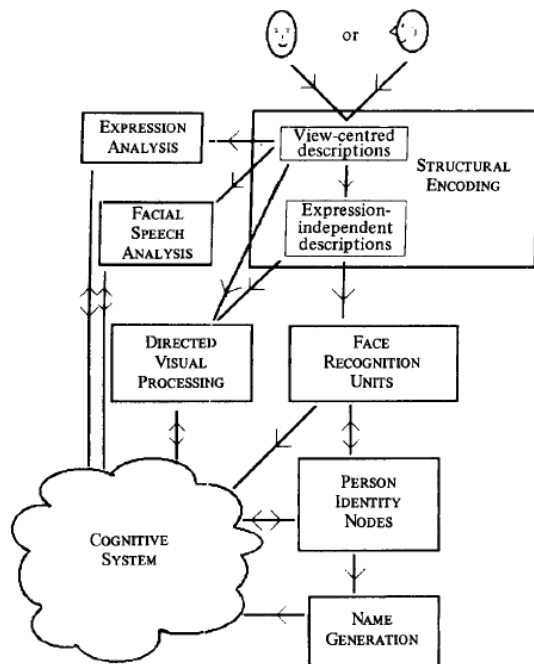 or
EXPRESSION
ANALYSIS
View-centred
descriptions
STRUCTURAL
ENCODING
FACIAL
SPEECH
ANALYSIS
Expression-
independent
descriptions
DIRECTED
VISUAL
PROCESSING
FACE
RECOGNITION
UNITS
COGNITIVE
SYSTEM
PERSON
IDENTITY
NODES
NAME
GENERATION